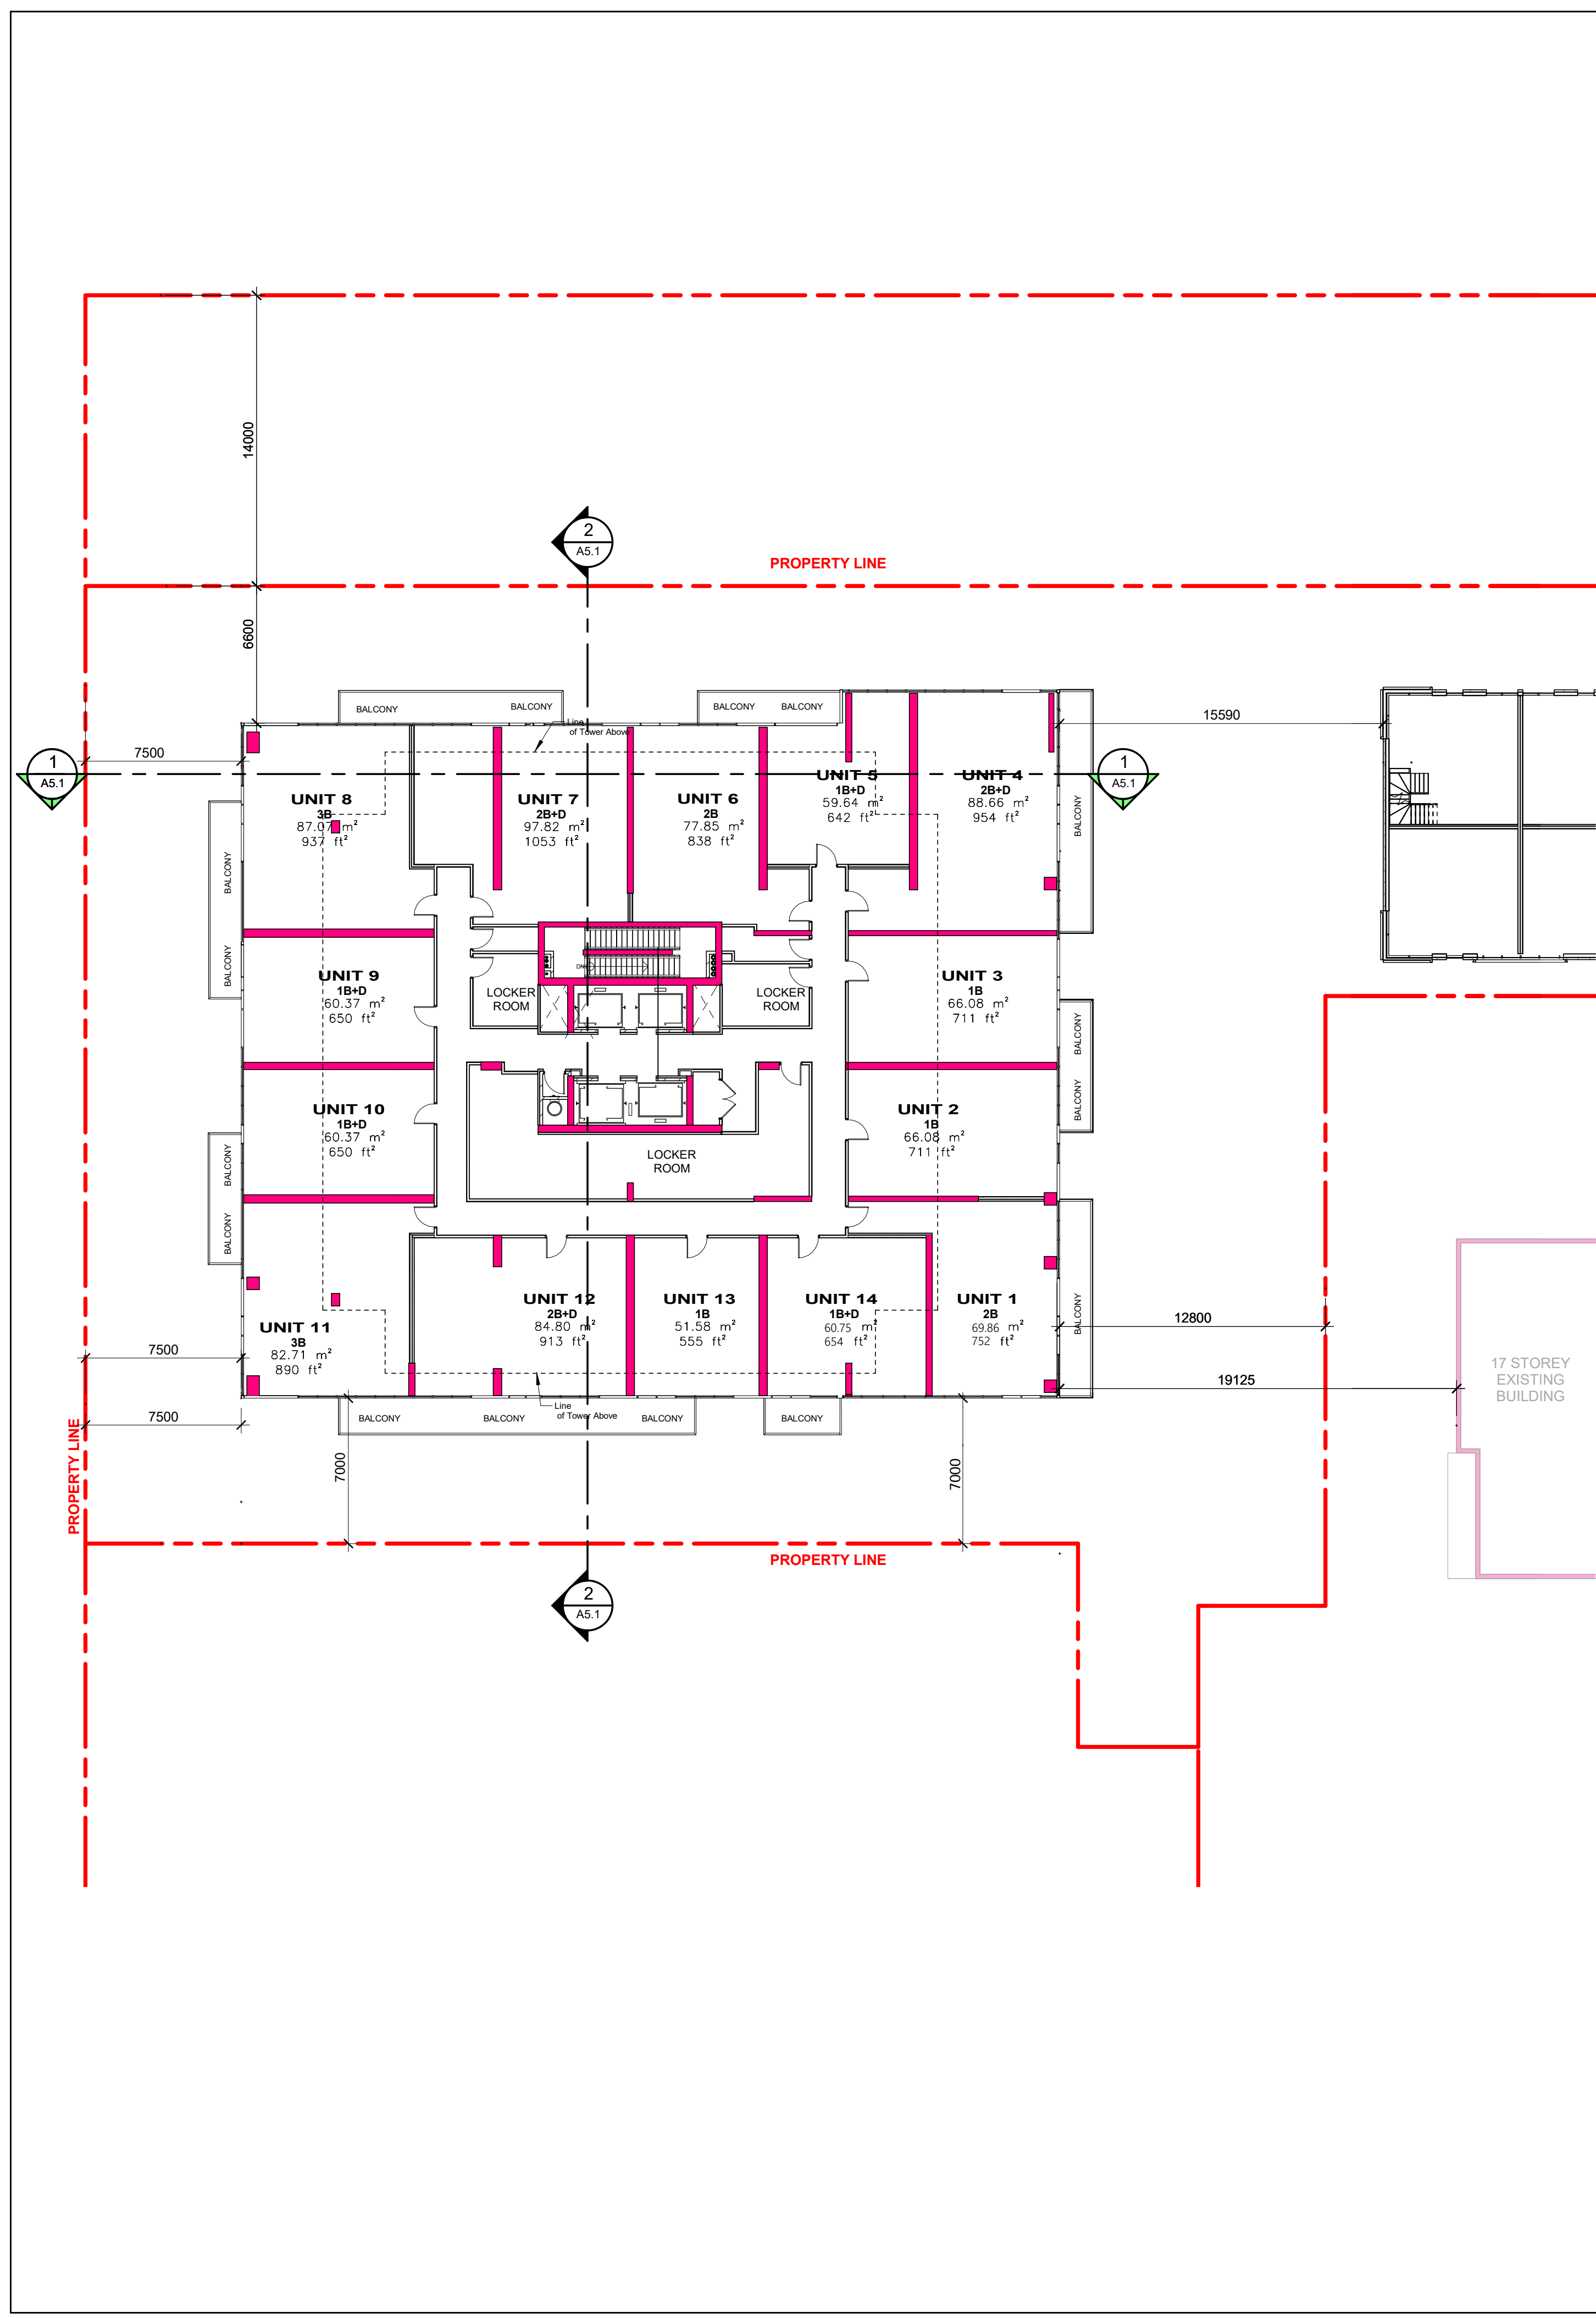 14000
2
A5.1
PROPERTY LINE
6600
BALCONY
BALCONY
BALCONY
BALCONY
15590
Line
of Tower Above
7500
1
A5.1
1
A5.1
UNIT 8
3B
87.07 m²
937 ft²
UNIT 7
2B+D
97.82 m²
1053 ft²
UNIT 6
2B
77.85 m²
838 ft²
UNIT 5
1B+D
59.64 m²
642 ft²
UNIT 4
2B+D
88.66 m²
954 ft²
BALCONY
BALCONY
BALCONY
DN
UNIT 9
1B+D
60.37 m²
650 ft²
LOCKER
ROOM
LOCKER
ROOM
UNIT 3
1B
66.08 m²
711 ft²
BALCONY
BALCONY
UNIT 10
1B+D
60.37 m²
650 ft²
UNIT 2
1B
66.08 m²
711 ft²
LOCKER
ROOM
BALCONY
BALCONY
UNIT 11
3B
82.71 m²
890 ft²
UNIT 12
2B+D
84.80 m²
913 ft²
UNIT 13
1B
51.58 m²
555 ft²
UNIT 14
1B+D
60.75 m²
654 ft²
UNIT 1
2B
69.86 m²
752 ft²
BALCONY
12800
7500
19125
17 STOREY
EXISTING
BUILDING
Line
of Tower Above
7500
BALCONY
BALCONY
BALCONY
BALCONY
PROPERTY LINE
7000
7000
PROPERTY LINE
2
A5.1